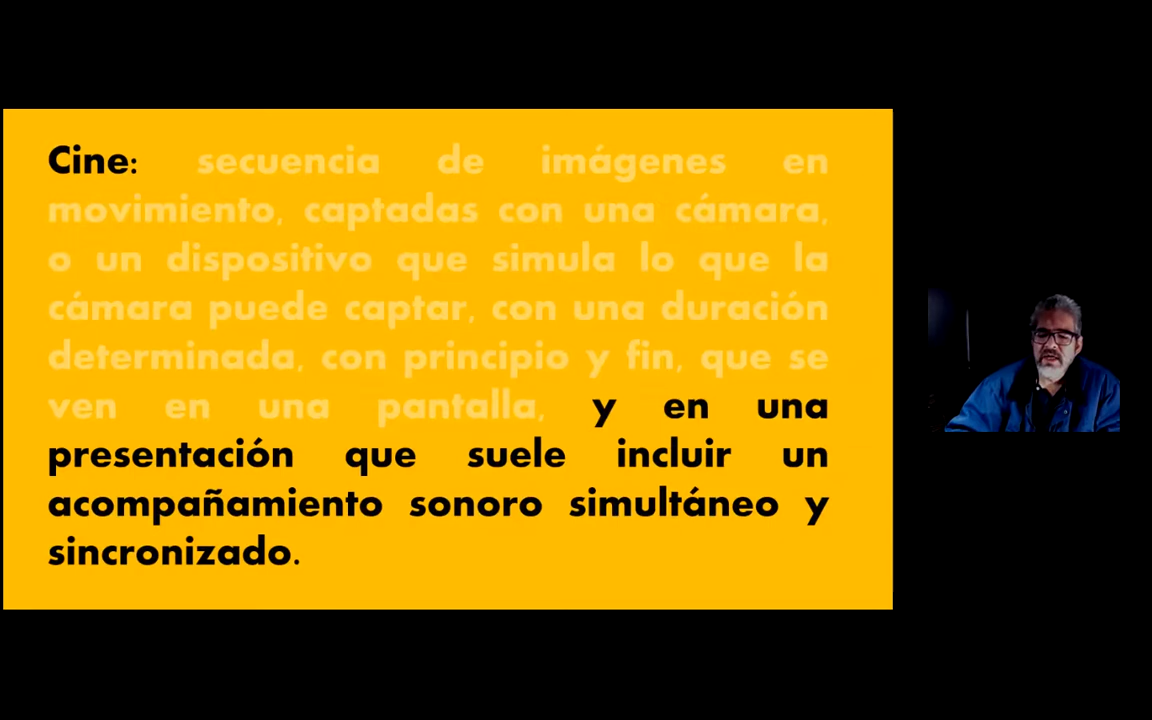 Cine: secuencia de imágenes en
movimiento, captadas con una cámara,
o un dispositivo que simula lo que la
cámara puede captar, con una duración
determinada, con principio y fin, que se
ven en una pantalla, y en una
presentación que suele incluir un
acompañamiento sonoro simultáneo y
sincronizado.